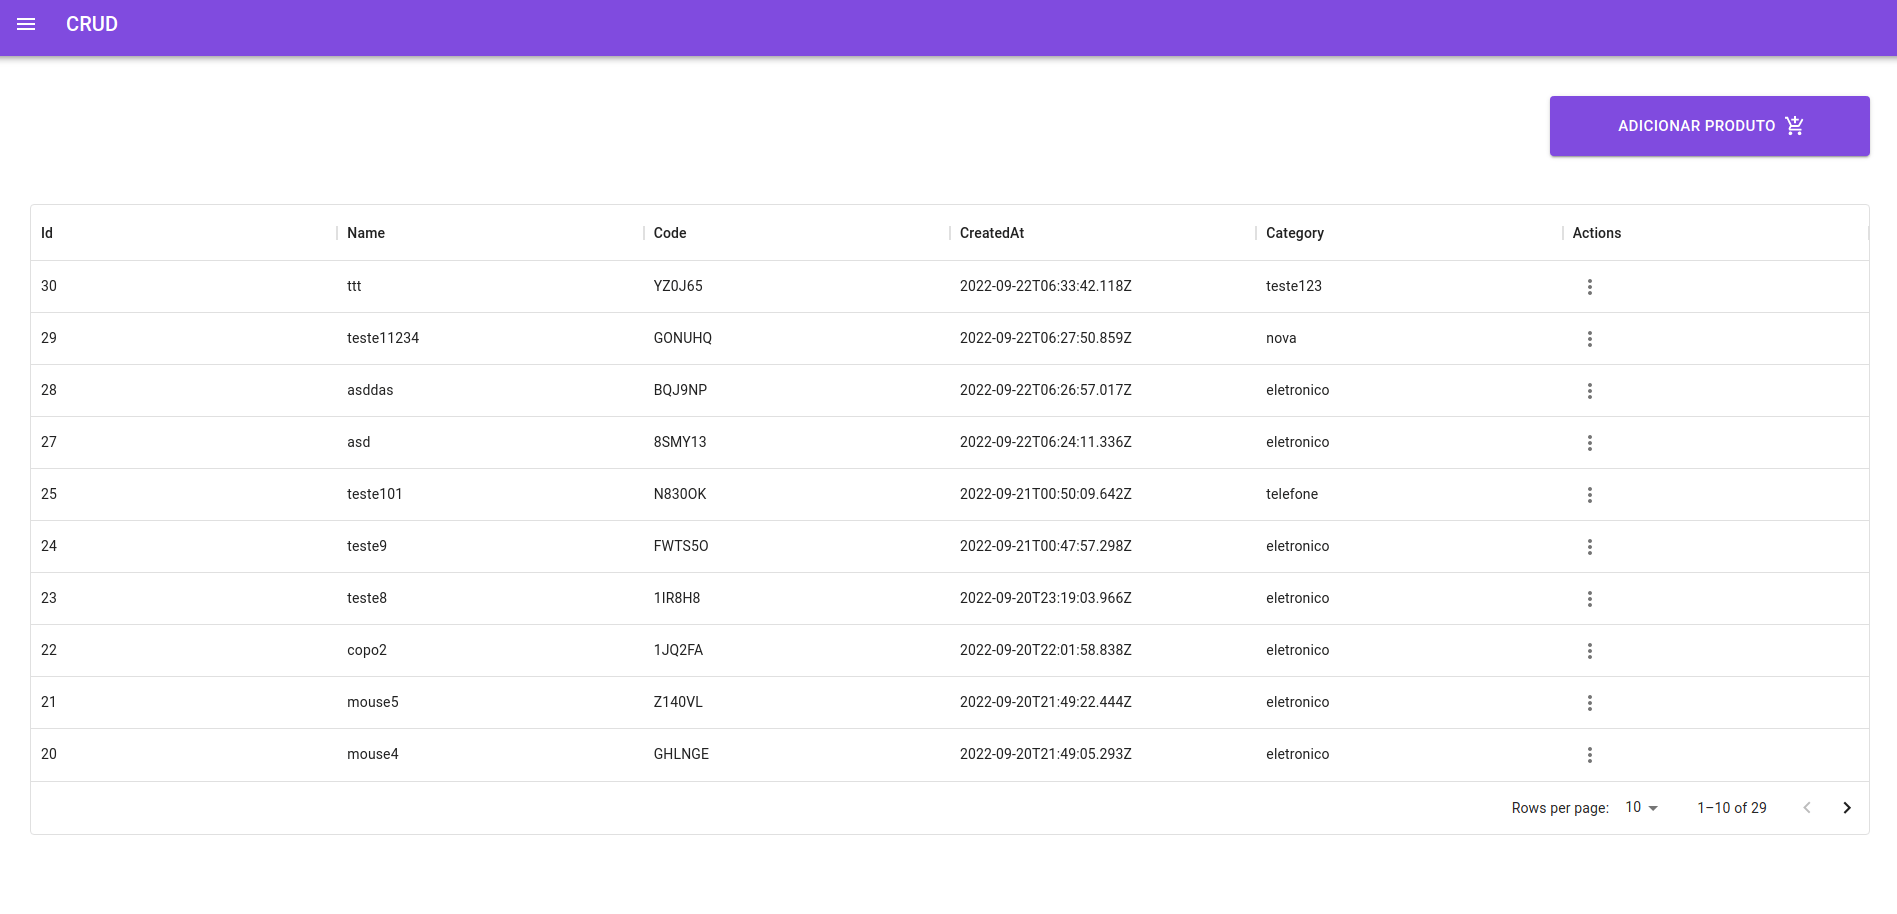 CRUD
ADICIONAR PRODUTO
Id Name Code CreatedAt Category Actions
30 ttt YZ0J65 2022-09-22T06:33:42.118Z teste123
29 teste11234 GONUHQ 2022-09-22T06:27:50.859Z nova
28 asddas BQJ9NP 2022-09-22T06:26:57.017Z eletronico
27 asd 8SMY13 2022-09-22T06:24:11.336Z eletronico
25 teste101 N830OK 2022-09-21T00:50:09.642Z telefone
24 teste9 FWTS5O 2022-09-21T00:47:57.298Z eletronico
23 teste8 1IR8H8 2022-09-20T23:19:03.966Z eletronico
22 copo2 1JQ2FA 2022-09-20T22:01:58.838Z eletronico
21 mouse5 Z140VL 2022-09-20T21:49:22.444Z eletronico
20 mouse4 GHLNGE 2022-09-20T21:49:05.293Z eletronico
Rows per page: 10 1–10 of 29